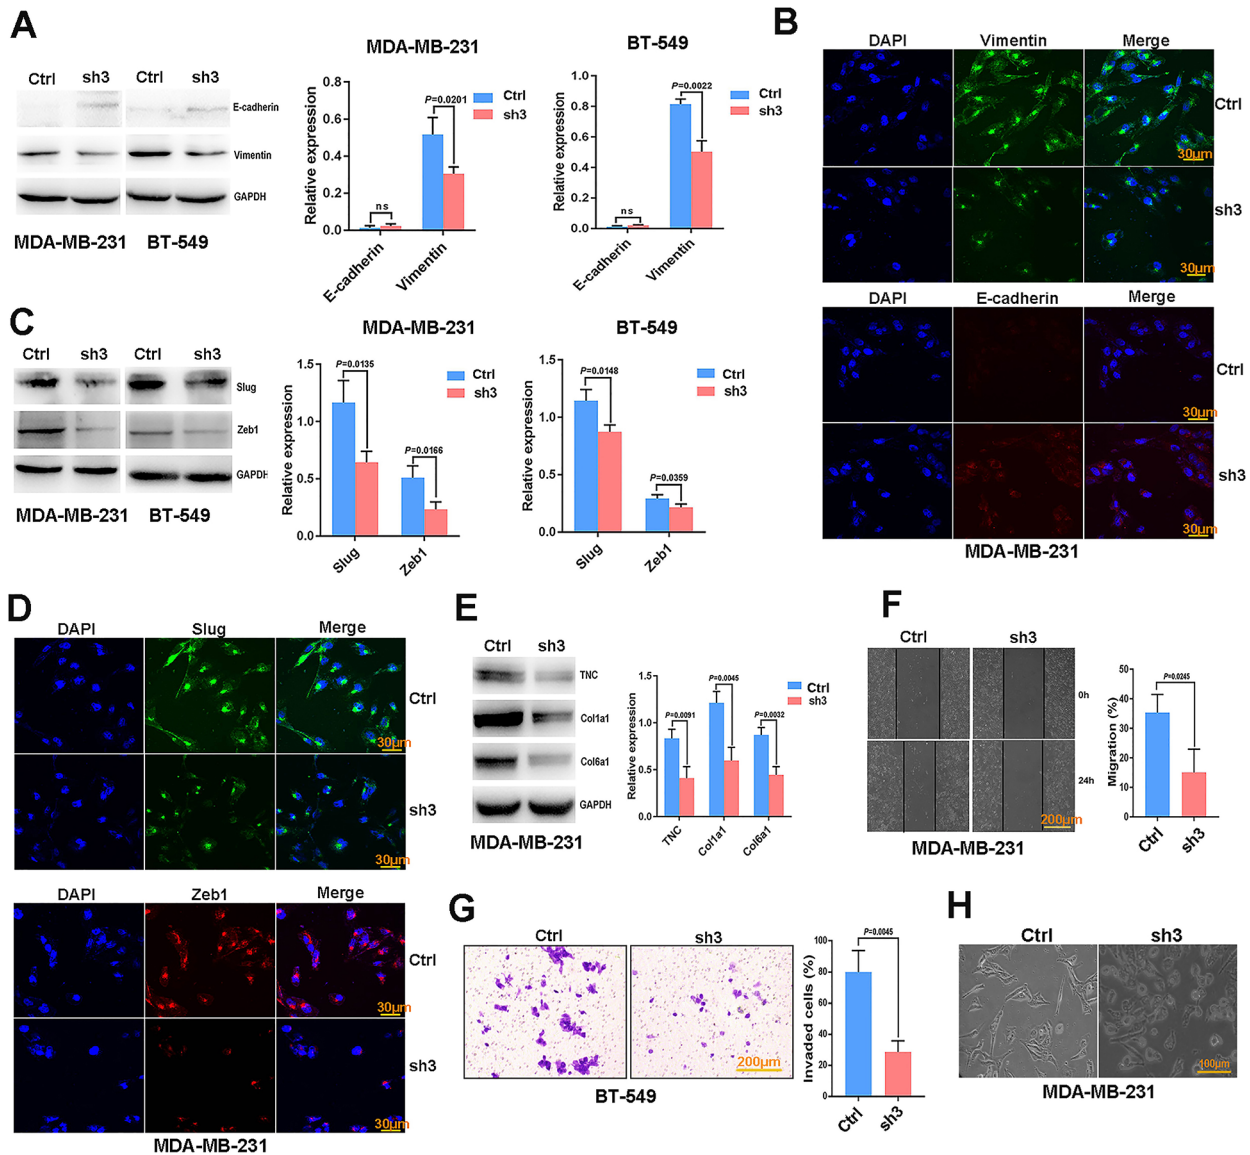 A
MDA-MB-231
BT-549
Ctrl sh3 Ctrl sh3
E-cadherin
Vimentin
GAPDH
MDA-MB-231 BT-549
Relative expression
0.8
0.6
0.4
0.2
0.0
P=0.0201
ns
Ctrl
sh3
E-cadherin
Vimentin
Relative expression
1.0
0.8
0.6
0.4
0.2
0.0
P=0.0022
ns
Ctrl
sh3
E-cadherin
Vimentin
B
DAPI Vimentin Merge
Ctrl
30μm
sh3
30μm
DAPI E-cadherin Merge
Ctrl
30μm
sh3
30μm
MDA-MB-231
C
MDA-MB-231
BT-549
Ctrl sh3 Ctrl sh3
Slug
Zeb1
GAPDH
MDA-MB-231 BT-549
Relative expression
1.5
1.0
0.5
0.0
P=0.0135
P=0.0166
Ctrl
sh3
Slug
Zeb1
Relative expression
1.5
1.0
0.5
0.0
P=0.0148
P=0.0359
Ctrl
sh3
Slug
Zeb1
D
DAPI Slug Merge
Ctrl
30μm
sh3
30μm
DAPI Zeb1 Merge
Ctrl
30μm
sh3
30μm
MDA-MB-231
E
Ctrl sh3
TNC
Col1a1
Col6a1
GAPDH
MDA-MB-231
Relative expression
1.5
1.0
0.5
0.0
P=0.0091
P=0.0045
P=0.0032
Ctrl
sh3
TNC
Col1a1
Col6a1
F
Ctrl sh3
0h
24h
200μm
MDA-MB-231
Migration (%)
50
40
30
20
10
0
P=0.0245
Ctrl
sh3
G
Ctrl sh3
200μm
BT-549
Invaded cells (%)
100
80
60
40
20
0
P=0.0045
Ctrl
sh3
H
Ctrl sh3
100μm
MDA-MB-231